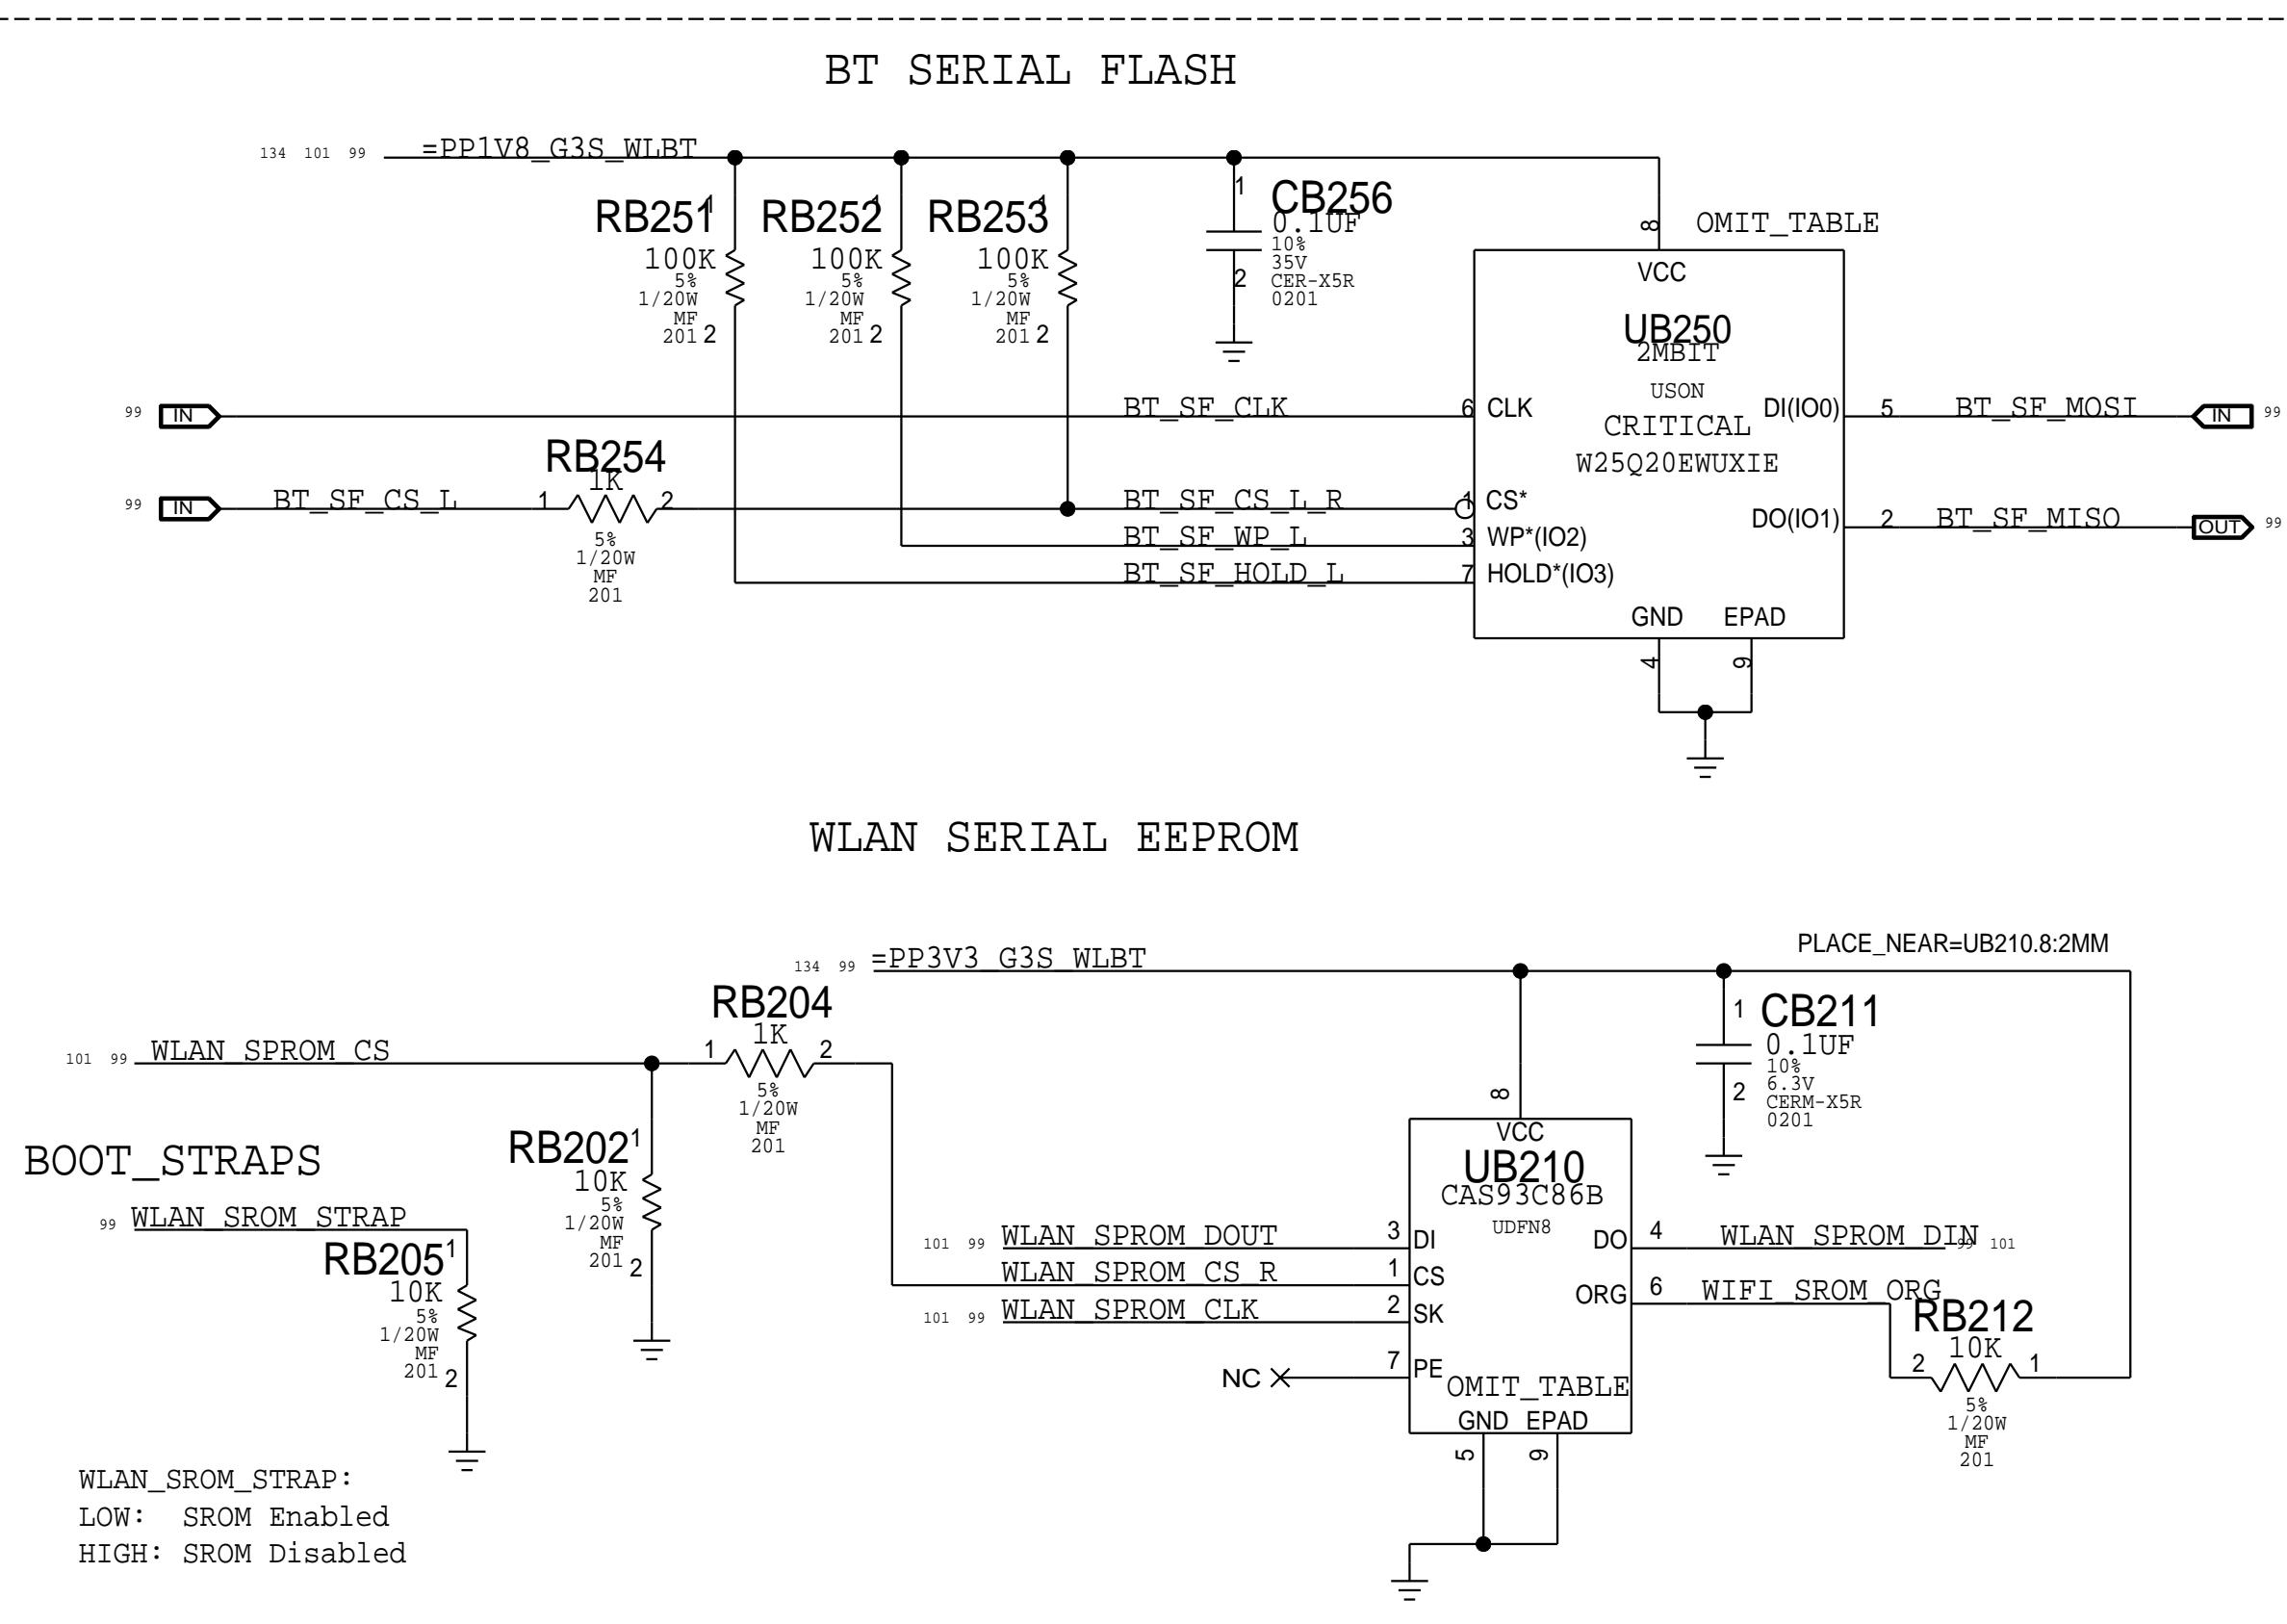 BT SERIAL FLASH
134 101 99 =PP1V8_G3S_WLBT
RB251 1
100K
5%
1/20W
MF
201 2
RB252 1
100K
5%
1/20W
MF
201 2
RB253 1
100K
5%
1/20W
MF
201 2
1 CB256
0.1UF
10%
35V
2 CER-X5R
0201
OMIT_TABLE
8
VCC
UB250
2MBIT
USON
CRITICAL
W25Q20EWUXIE
99 IN BT_SF_CLK 6 CLK
DI(IO0) 5 BT_SF_MOSI IN 99
RB254
1K
99 IN BT_SF_CS_L 1 2 BT_SF_CS_L_R 1 CS*
5%
1/20W
MF
201
DO(IO1) 2 BT_SF_MISO OUT 99
BT_SF_WP_L 3 WP*(IO2)
BT_SF_HOLD_L 7 HOLD*(IO3)
GND EPAD
4 9
WLAN SERIAL EEPROM
134 99 =PP3V3_G3S_WLBT
PLACE_NEAR=UB210.8:2MM
RB204
1K
1 2
5%
1/20W
MF
201
101 99 WLAN_SPROM_CS
1 CB211
0.1UF
10%
6.3V
2 CERM-X5R
0201
RB202 1
10K
5%
1/20W
MF
201 2
BOOT_STRAPS
99 WLAN_SROM_STRAP
RB205 1
10K
5%
1/20W
MF
201 2
8
VCC
UB210
CAS93C86B
UDFN8
101 99 WLAN_SPROM_DOUT 3 DI
WLAN_SPROM_CS_R 1 CS
101 99 WLAN_SPROM_CLK 2 SK
NC 7 PE
DO 4 WLAN_SPROM_DIN 99 101
ORG 6 WIFI_SROM_ORG
RB212
10K
2 1
5%
1/20W
MF
201
OMIT_TABLE
GND EPAD
5 9
WLAN_SROM_STRAP:
LOW: SROM Enabled
HIGH: SROM Disabled